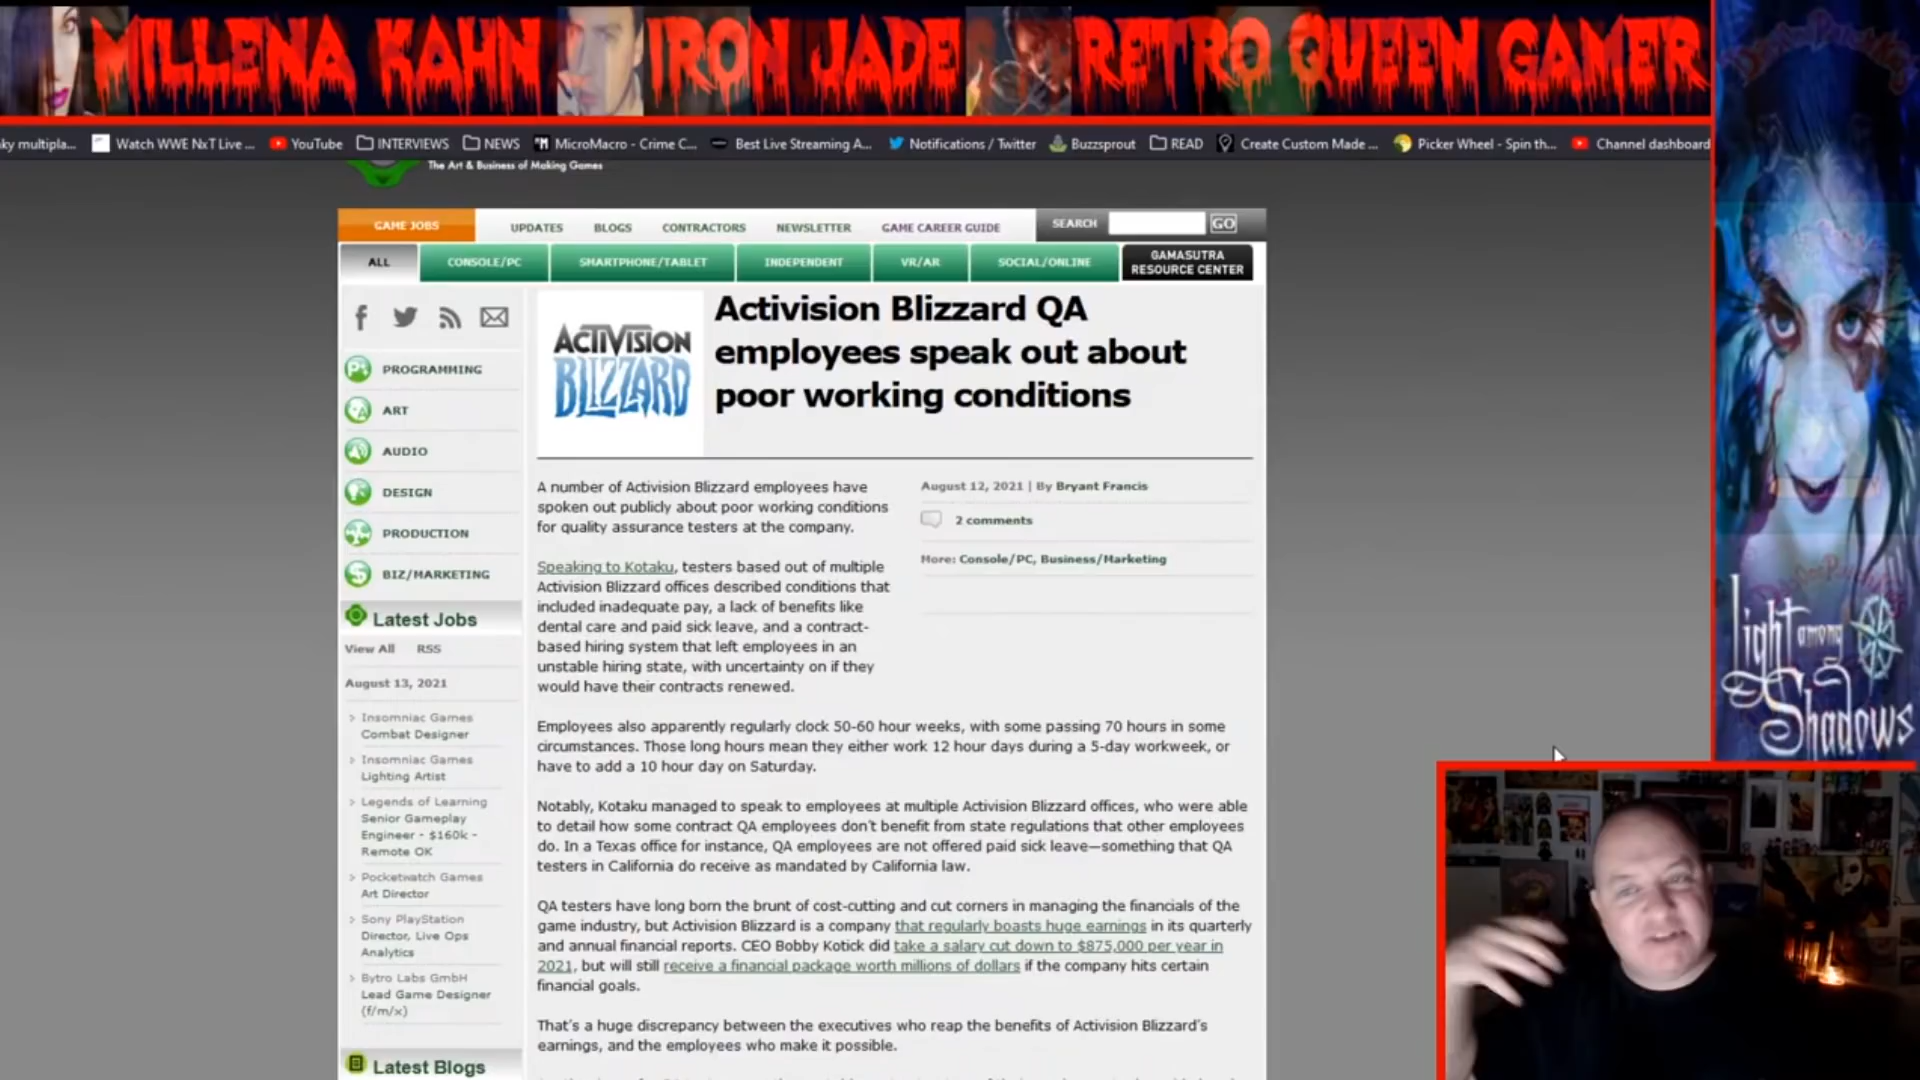 MILLENA KAHN IRON JADE RETRO QUEEN GAMER
ky multipla... Watch WWE NxT Live ... YouTube INTERVIEWS NEWS MicroMacro - Crime C... Best Live Streaming A... Notifications / Twitter Buzzsprout READ Create Custom Made ... Picker Wheel - Spin th... Channel dashboard
The Art & Business of Making Games
GAME JOBS UPDATES BLOGS CONTRACTORS NEWSLETTER GAME CAREER GUIDE SEARCH GO
ALL CONSOLE/PC SMARTPHONE/TABLET INDEPENDENT VR/AR SOCIAL/ONLINE GAMASUTRA
RESOURCE CENTER
PROGRAMMING
ART
AUDIO
DESIGN
PRODUCTION
BIZ/MARKETING
Latest Jobs
View All RSS
August 13, 2021
Insomniac Games
Combat Designer
Insomniac Games
Lighting Artist
Legends of Learning
Senior Gameplay
Engineer - $160k -
Remote OK
Pocketwatch Games
Art Director
Sony PlayStation
Director, Live Ops
Analytics
Bytro Labs GmbH
Lead Game Designer
(f/m/x)
Latest Blogs
ACTIVISION
BLIZZARD
Activision Blizzard QA
employees speak out about
poor working conditions
August 12, 2021 | By Bryant Francis
2 comments
More: Console/PC, Business/Marketing
A number of Activision Blizzard employees have
spoken out publicly about poor working conditions
for quality assurance testers at the company.
Speaking to Kotaku, testers based out of multiple
Activision Blizzard offices described conditions that
included inadequate pay, a lack of benefits like
dental care and paid sick leave, and a contract-
based hiring system that left employees in an
unstable hiring state, with uncertainty on if they
would have their contracts renewed.
Employees also apparently regularly clock 50-60 hour weeks, with some passing 70 hours in some
circumstances. Those long hours mean they either work 12 hour days during a 5-day workweek, or
have to add a 10 hour day on Saturday.
Notably, Kotaku managed to speak to employees at multiple Activision Blizzard offices, who were able
to detail how some contract QA employees don't benefit from state regulations that other employees
do. In a Texas office for instance, QA employees are not offered paid sick leave—something that QA
testers in California do receive as mandated by California law.
QA testers have long born the brunt of cost-cutting and cut corners in managing the financials of the
game industry, but Activision Blizzard is a company that regularly boasts huge earnings in its quarterly
and annual financial reports. CEO Bobby Kotick did take a salary cut down to $875,000 per year in
2021, but will still receive a financial package worth millions of dollars if the company hits certain
financial goals.
That's a huge discrepancy between the executives who reap the benefits of Activision Blizzard's
earnings, and the employees who make it possible.
Light among
Shadows